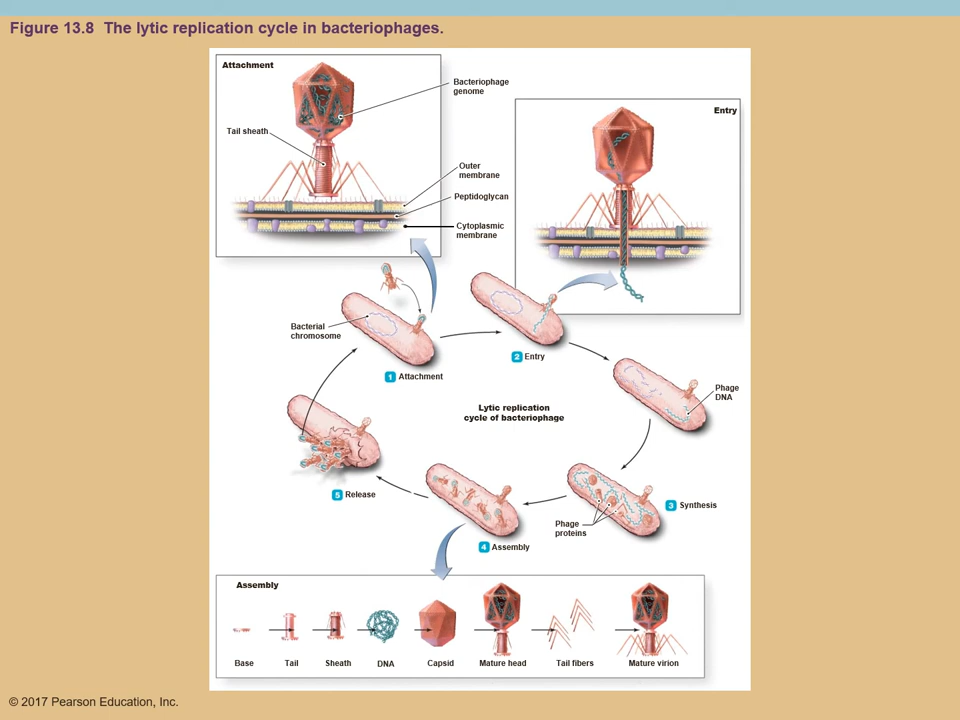 Figure 13.8 The lytic replication cycle in bacteriophages.
Attachment
Bacteriophage
genome
Tail sheath
Outer
membrane
Peptidoglycan
Cytoplasmic
membrane
Entry
Bacterial
chromosome
1 Attachment
2 Entry
Phage
DNA
Lytic replication
cycle of bacteriophage
3 Synthesis
Phage
proteins
4 Assembly
5 Release
Assembly
Base
Tail
Sheath
DNA
Capsid
Mature head
Tail fibers
Mature virion
© 2017 Pearson Education, Inc.